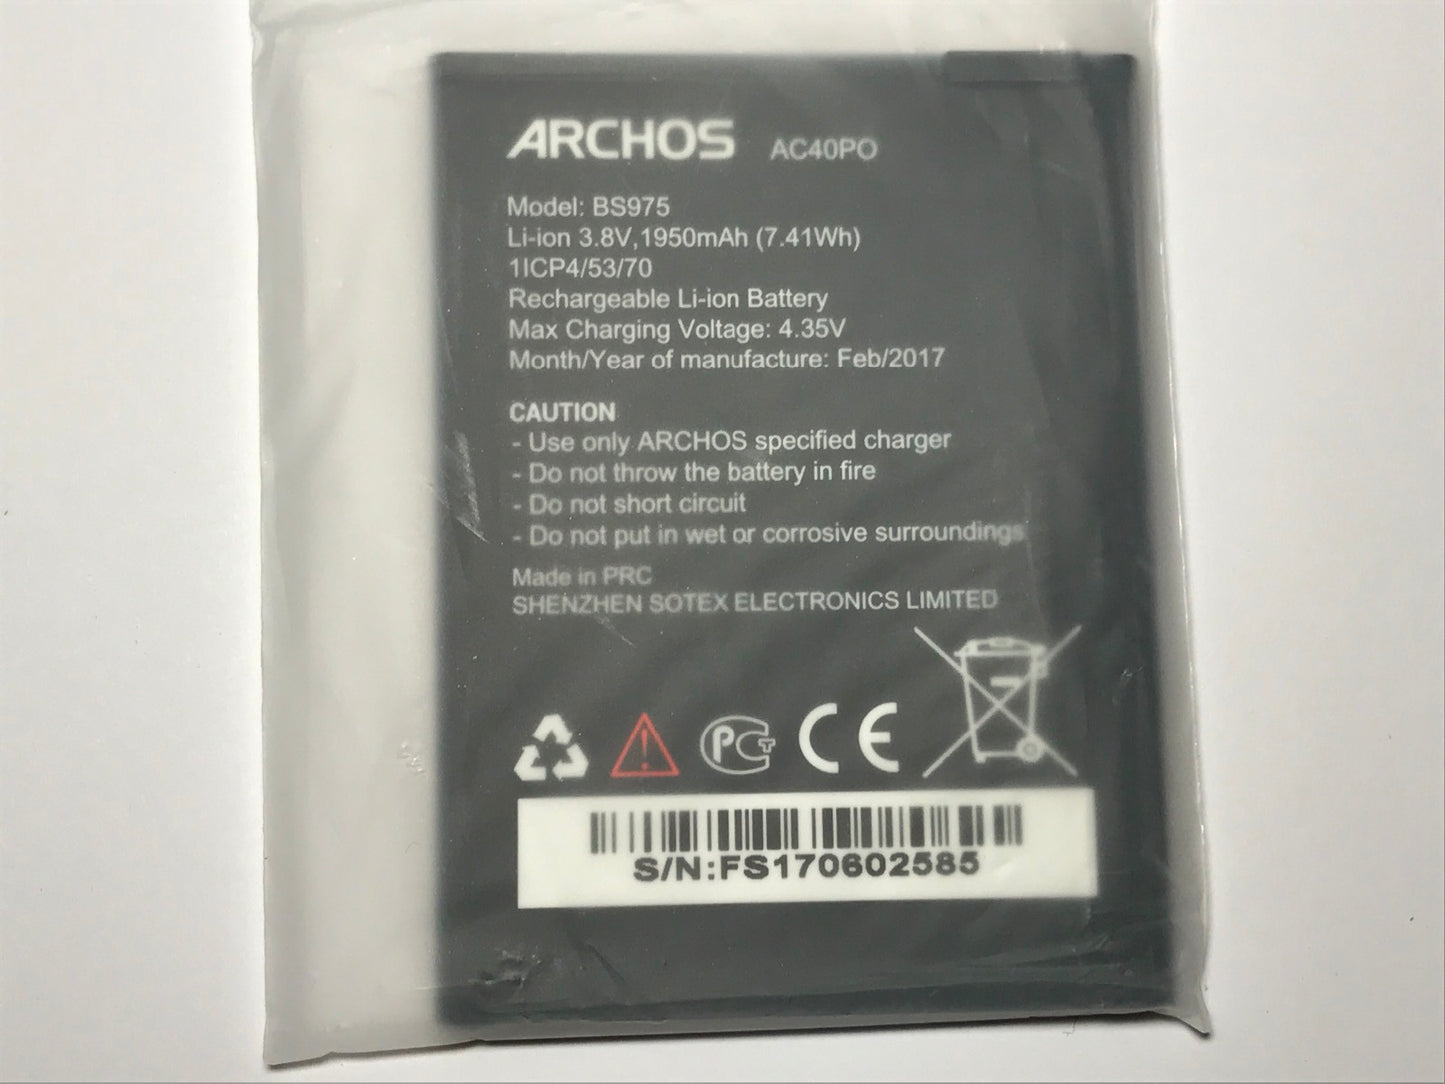 ARCHOS AC40PO
Model: BS975
Li-ion 3.8V,1950mAh (7.41Wh)
1ICP4/53/70
Rechargeable Li-ion Battery
Max Charging Voltage: 4.35V
Month/Year of manufacture: Feb/2017
CAUTION
- Use only ARCHOS specified charger
- Do not throw the battery in fire
- Do not short circuit
- Do not put in wet or corrosive surroundings
Made in PRC
SHENZHEN SOTEX ELECTRONICS LIMITED
PCT CE
S/N:FS170602585